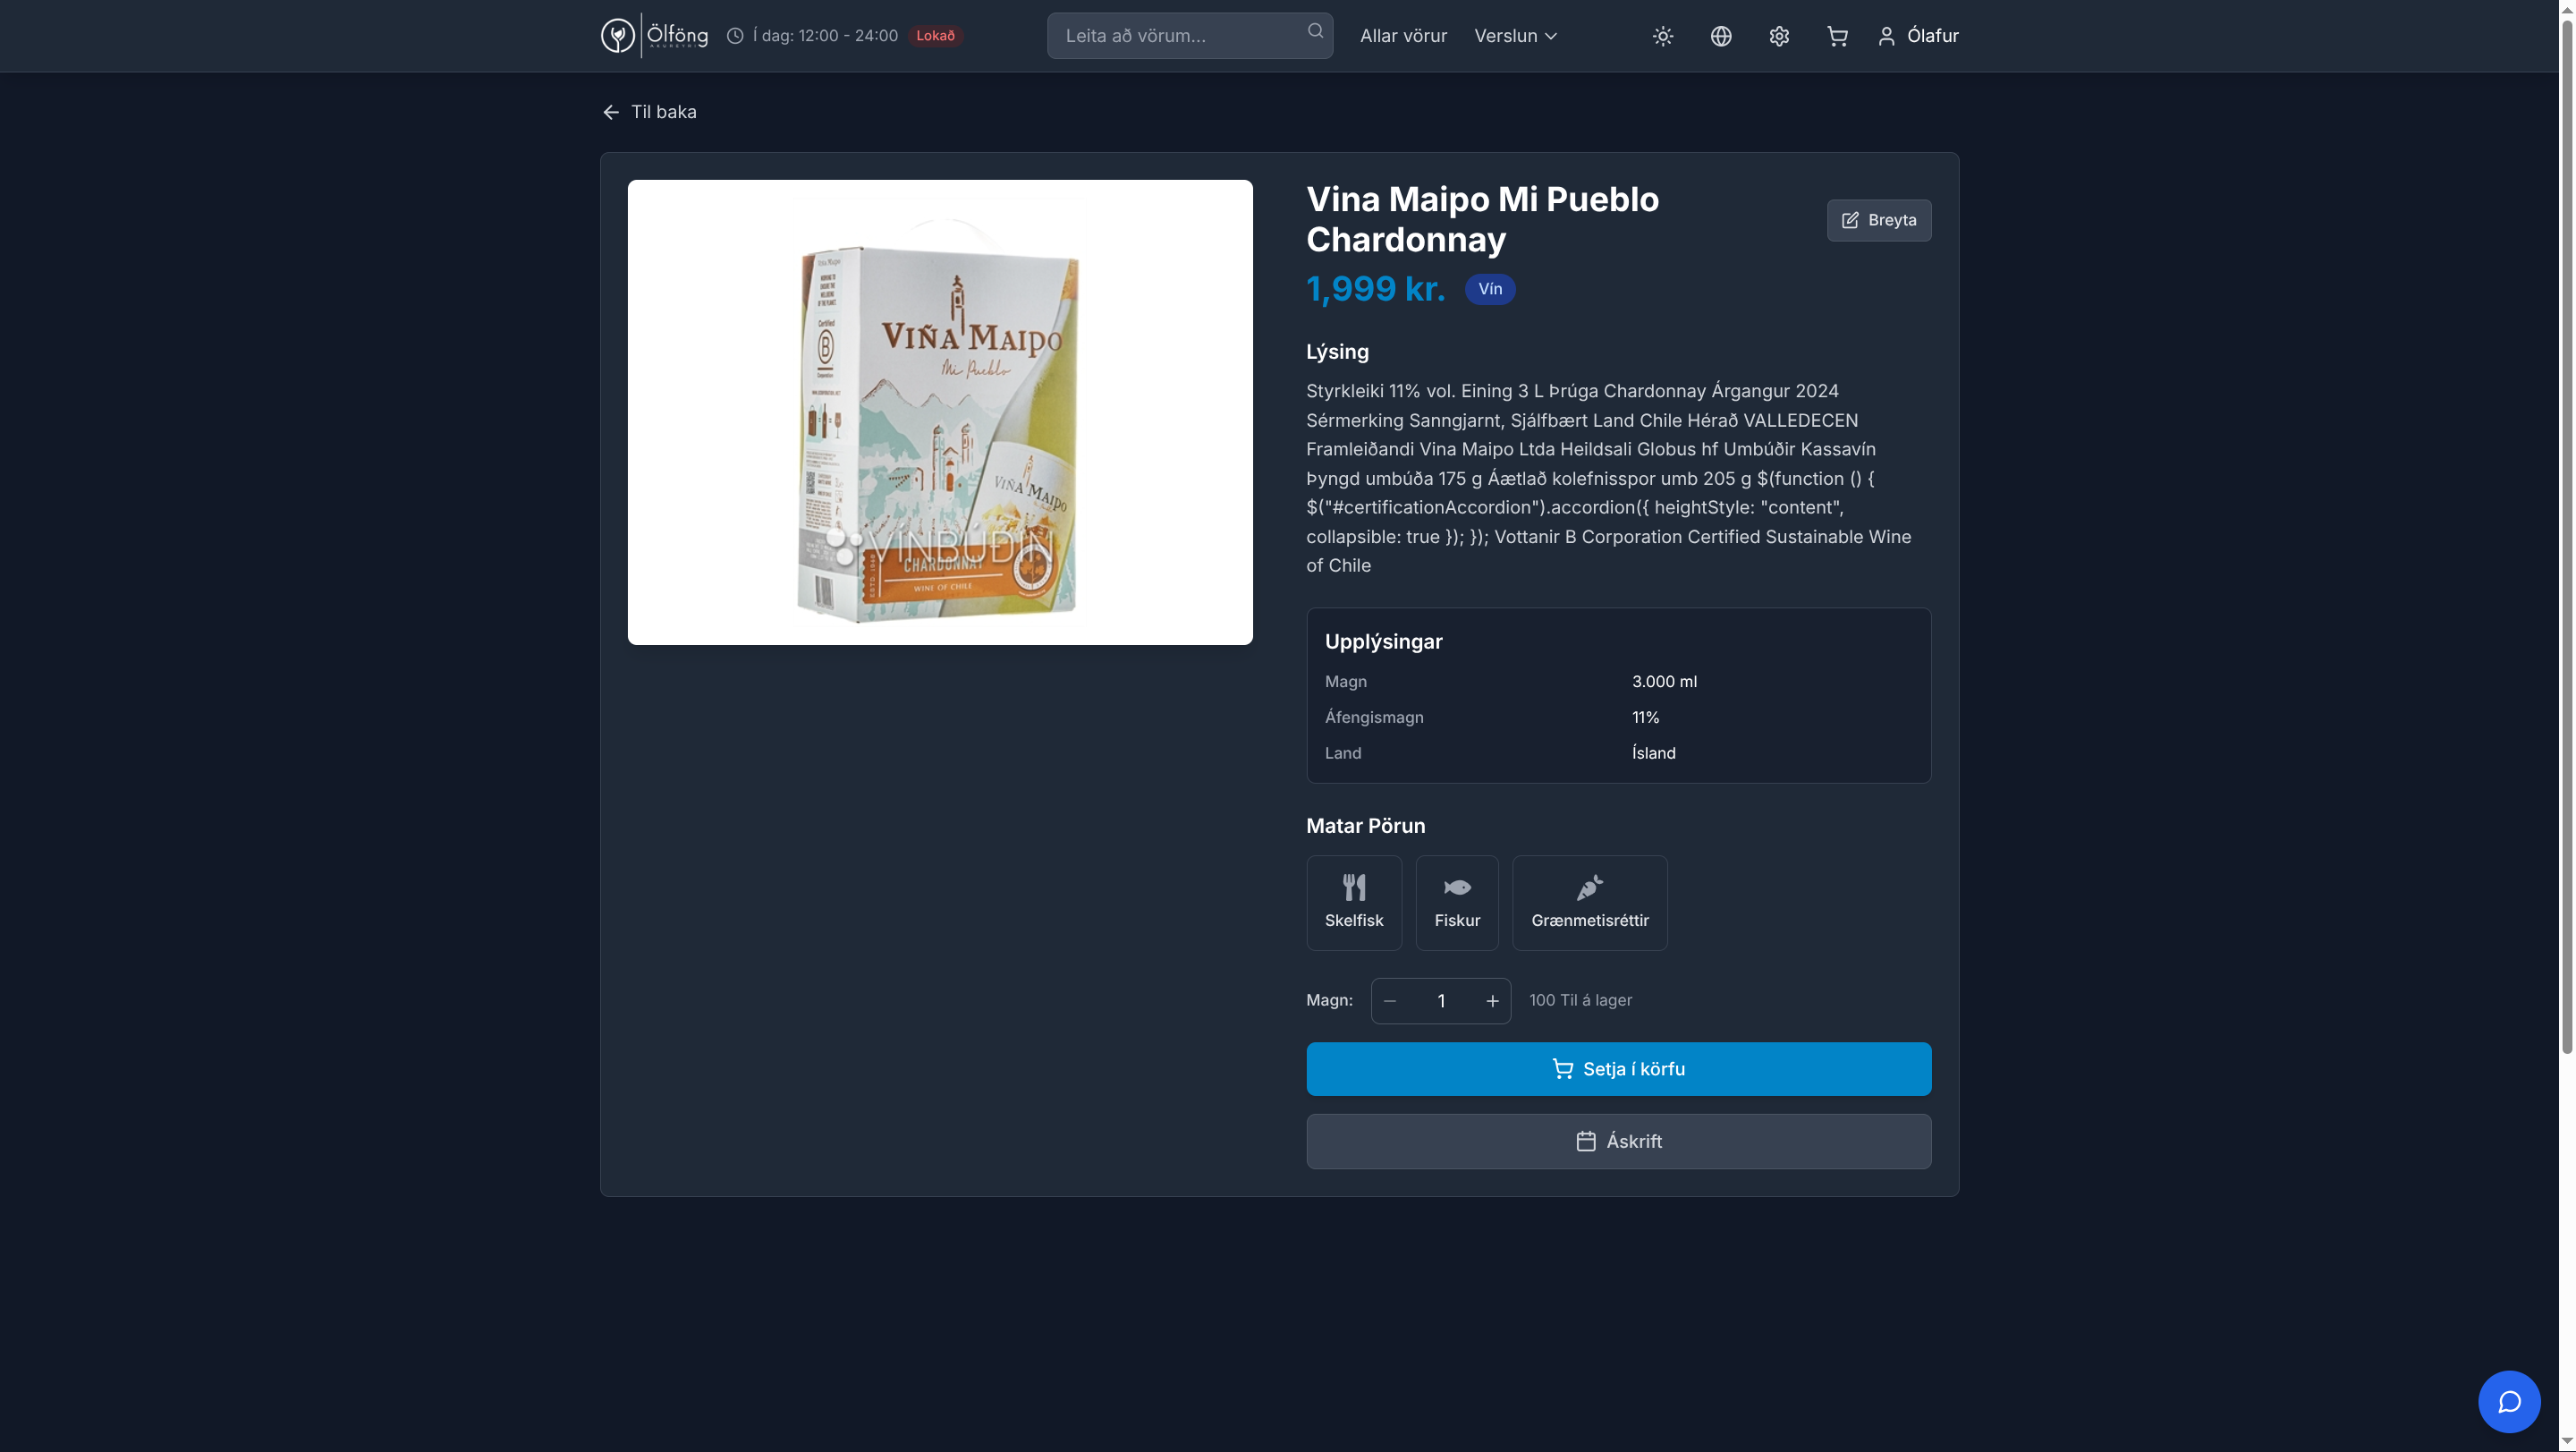 Ölföng
AKUREYRI
Í dag: 12:00 - 24:00
Lokað
Leita að vörum...
Allar vörur
Verslun
Ólafur
Til baka
Vina Maipo Mi Pueblo
Chardonnay
Breyta
1,999 kr.
Vín
VIÑA MAIPO
Mi Pueblo
Certified
B
Corporation
VIÑA MAIPO
VÍNBÚÐIN
CHARDONNAY
WINE OF CHILE
Lýsing
Styrkleiki 11% vol. Eining 3 L Þrúga Chardonnay Árgangur 2024
Sérmerking Sanngjarnt, Sjálfbært Land Chile Hérað VALLEDECEN
Framleiðandi Vina Maipo Ltda Heildsali Globus hf Umbúðir Kassavín
Þyngd umbúða 175 g Áætlað kolefnisspor umb 205 g $(function () {
$("#certificationAccordion").accordion({ heightStyle: "content",
collapsible: true }); }); Vottanir B Corporation Certified Sustainable Wine
of Chile
Upplýsingar
Magn 3.000 ml
Áfengismagn 11%
Land Ísland
Matar Pörun
Skelfisk
Fiskur
Grænmetisréttir
Magn:
1
100 Til á lager
Setja í körfu
Áskrift